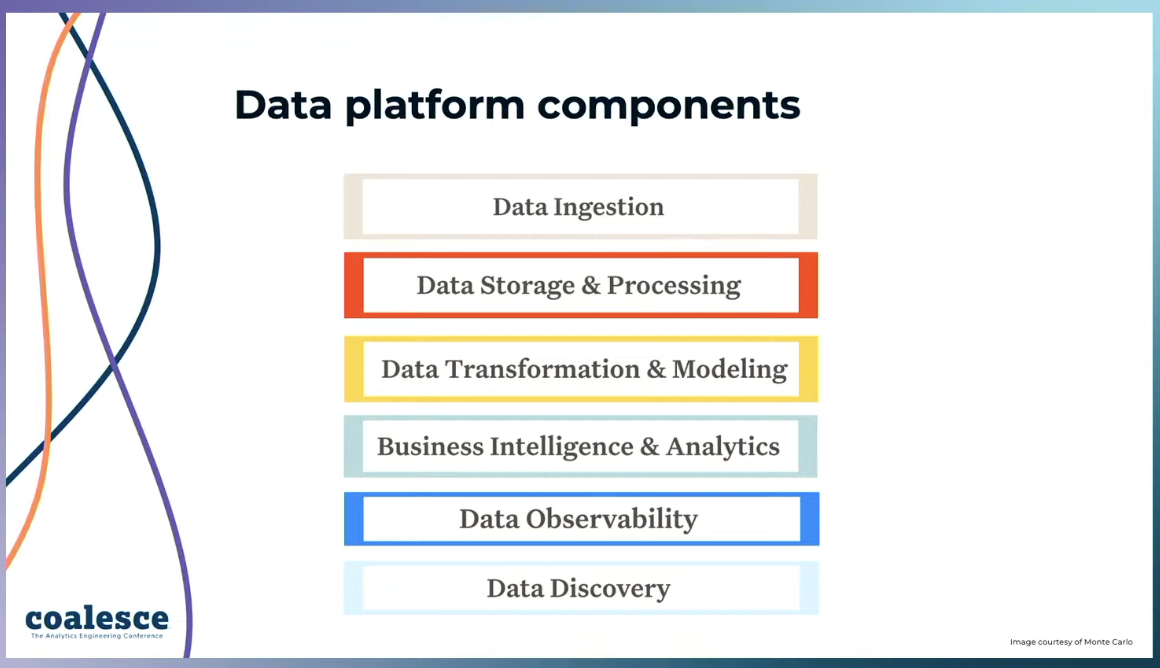 Data platform components
Data Ingestion
Data Storage & Processing
Data Transformation & Modeling
Business Intelligence & Analytics
Data Observability
Data Discovery
coalesce
The Analytics Engineering Conference
Image courtesy of Monte Carlo